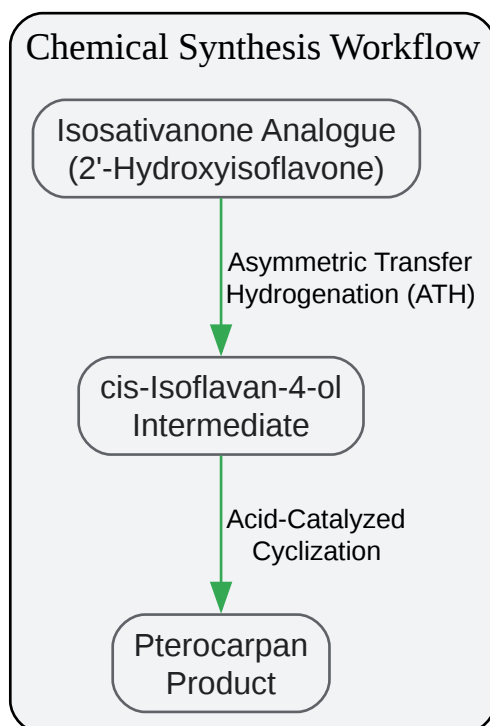 Chemical Synthesis Workflow
Isosativanone Analogue
(2'-Hydroxyisoflavone)
Asymmetric Transfer
Hydrogenation (ATH)
cis-Isoflavan-4-ol
Intermediate
Acid-Catalyzed
Cyclization
Pterocarpan
Product